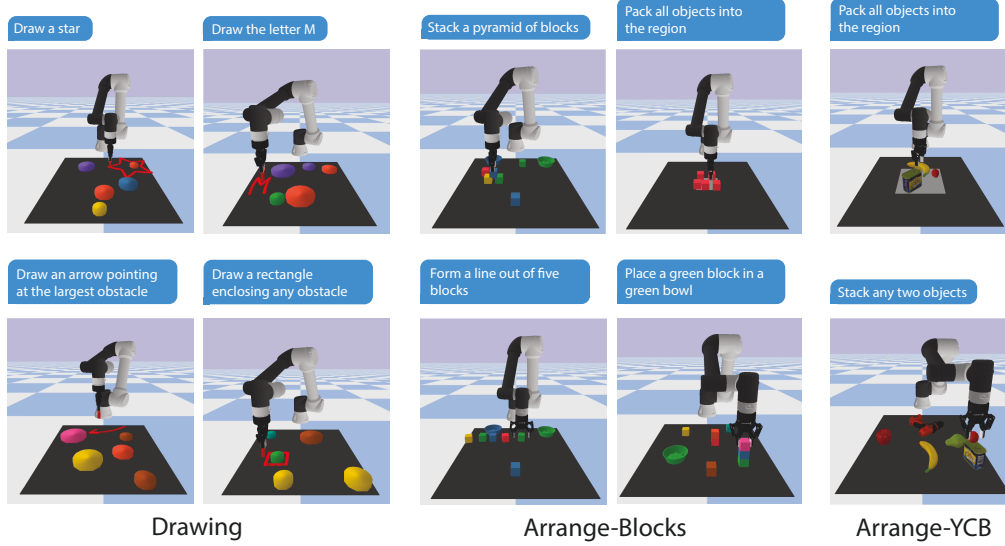 Draw a star
Draw the letter M
Stack a pyramid of blocks
Pack all objects into
the region
Pack all objects into
the region
Draw an arrow pointing
at the largest obstacle
Draw a rectangle
enclosing any obstacle
Form a line out of five
blocks
Place a green block in a
green bowl
Stack any two objects
Drawing
Arrange-Blocks
Arrange-YCB